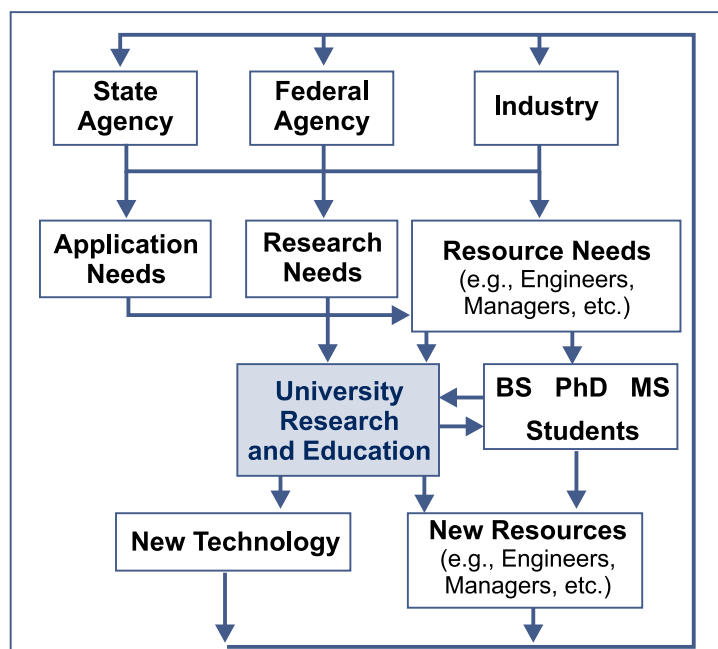 State
Agency
Federal
Agency
Industry
Application
Needs
Research
Needs
Resource Needs
(e.g., Engineers,
Managers, etc.)
University
Research
and Education
BS PhD MS
Students
New Technology
New Resources
(e.g., Engineers,
Managers, etc.)